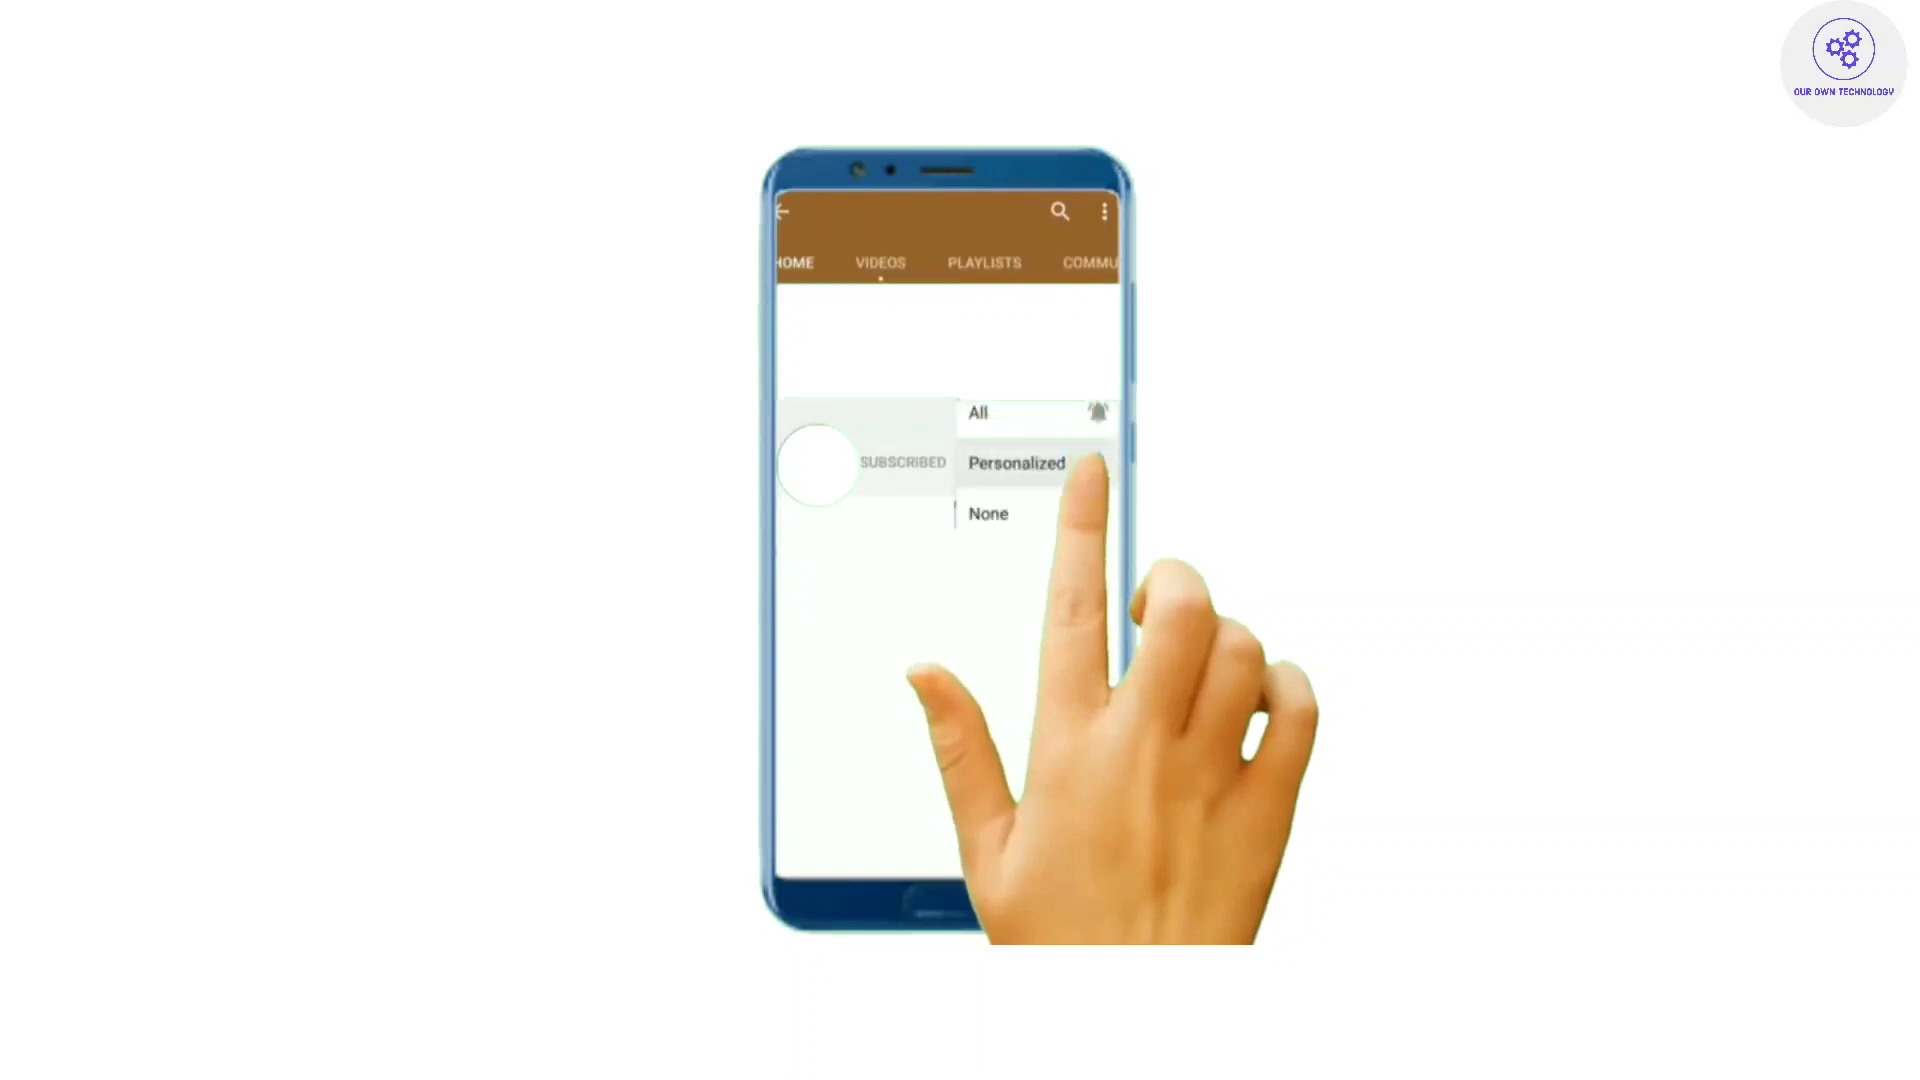 OUR OWN TECHNOLOGY
HOME VIDEOS PLAYLISTS COMMU
All
SUBSCRIBED Personalized
None